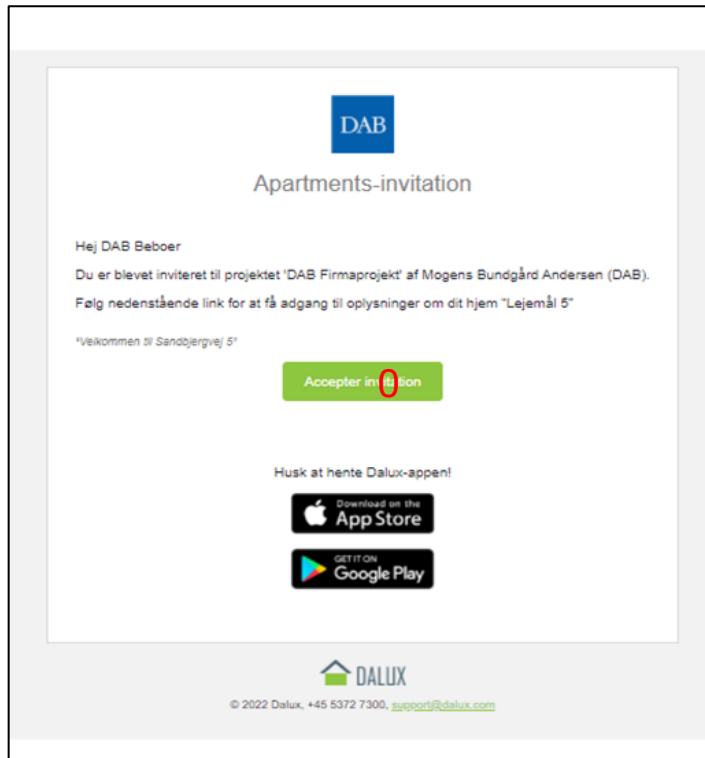 DAB
Apartments-invitation
Hej DAB Beboer
Du er blevet inviteret til projektet 'DAB Firmaprojekt' af Mogens Bundgård Andersen (DAB).
Følg nedenstående link for at få adgang til oplysninger om dit hjem "Lejemål 5"
"Velkommen til Sandbjergvej 5"
Accepter invitation
0
Husk at hente Dalux-appen!
Download on the
App Store
GET IT ON
Google Play
DALUX
© 2022 Dalux, +45 5372 7300, support@dalux.com